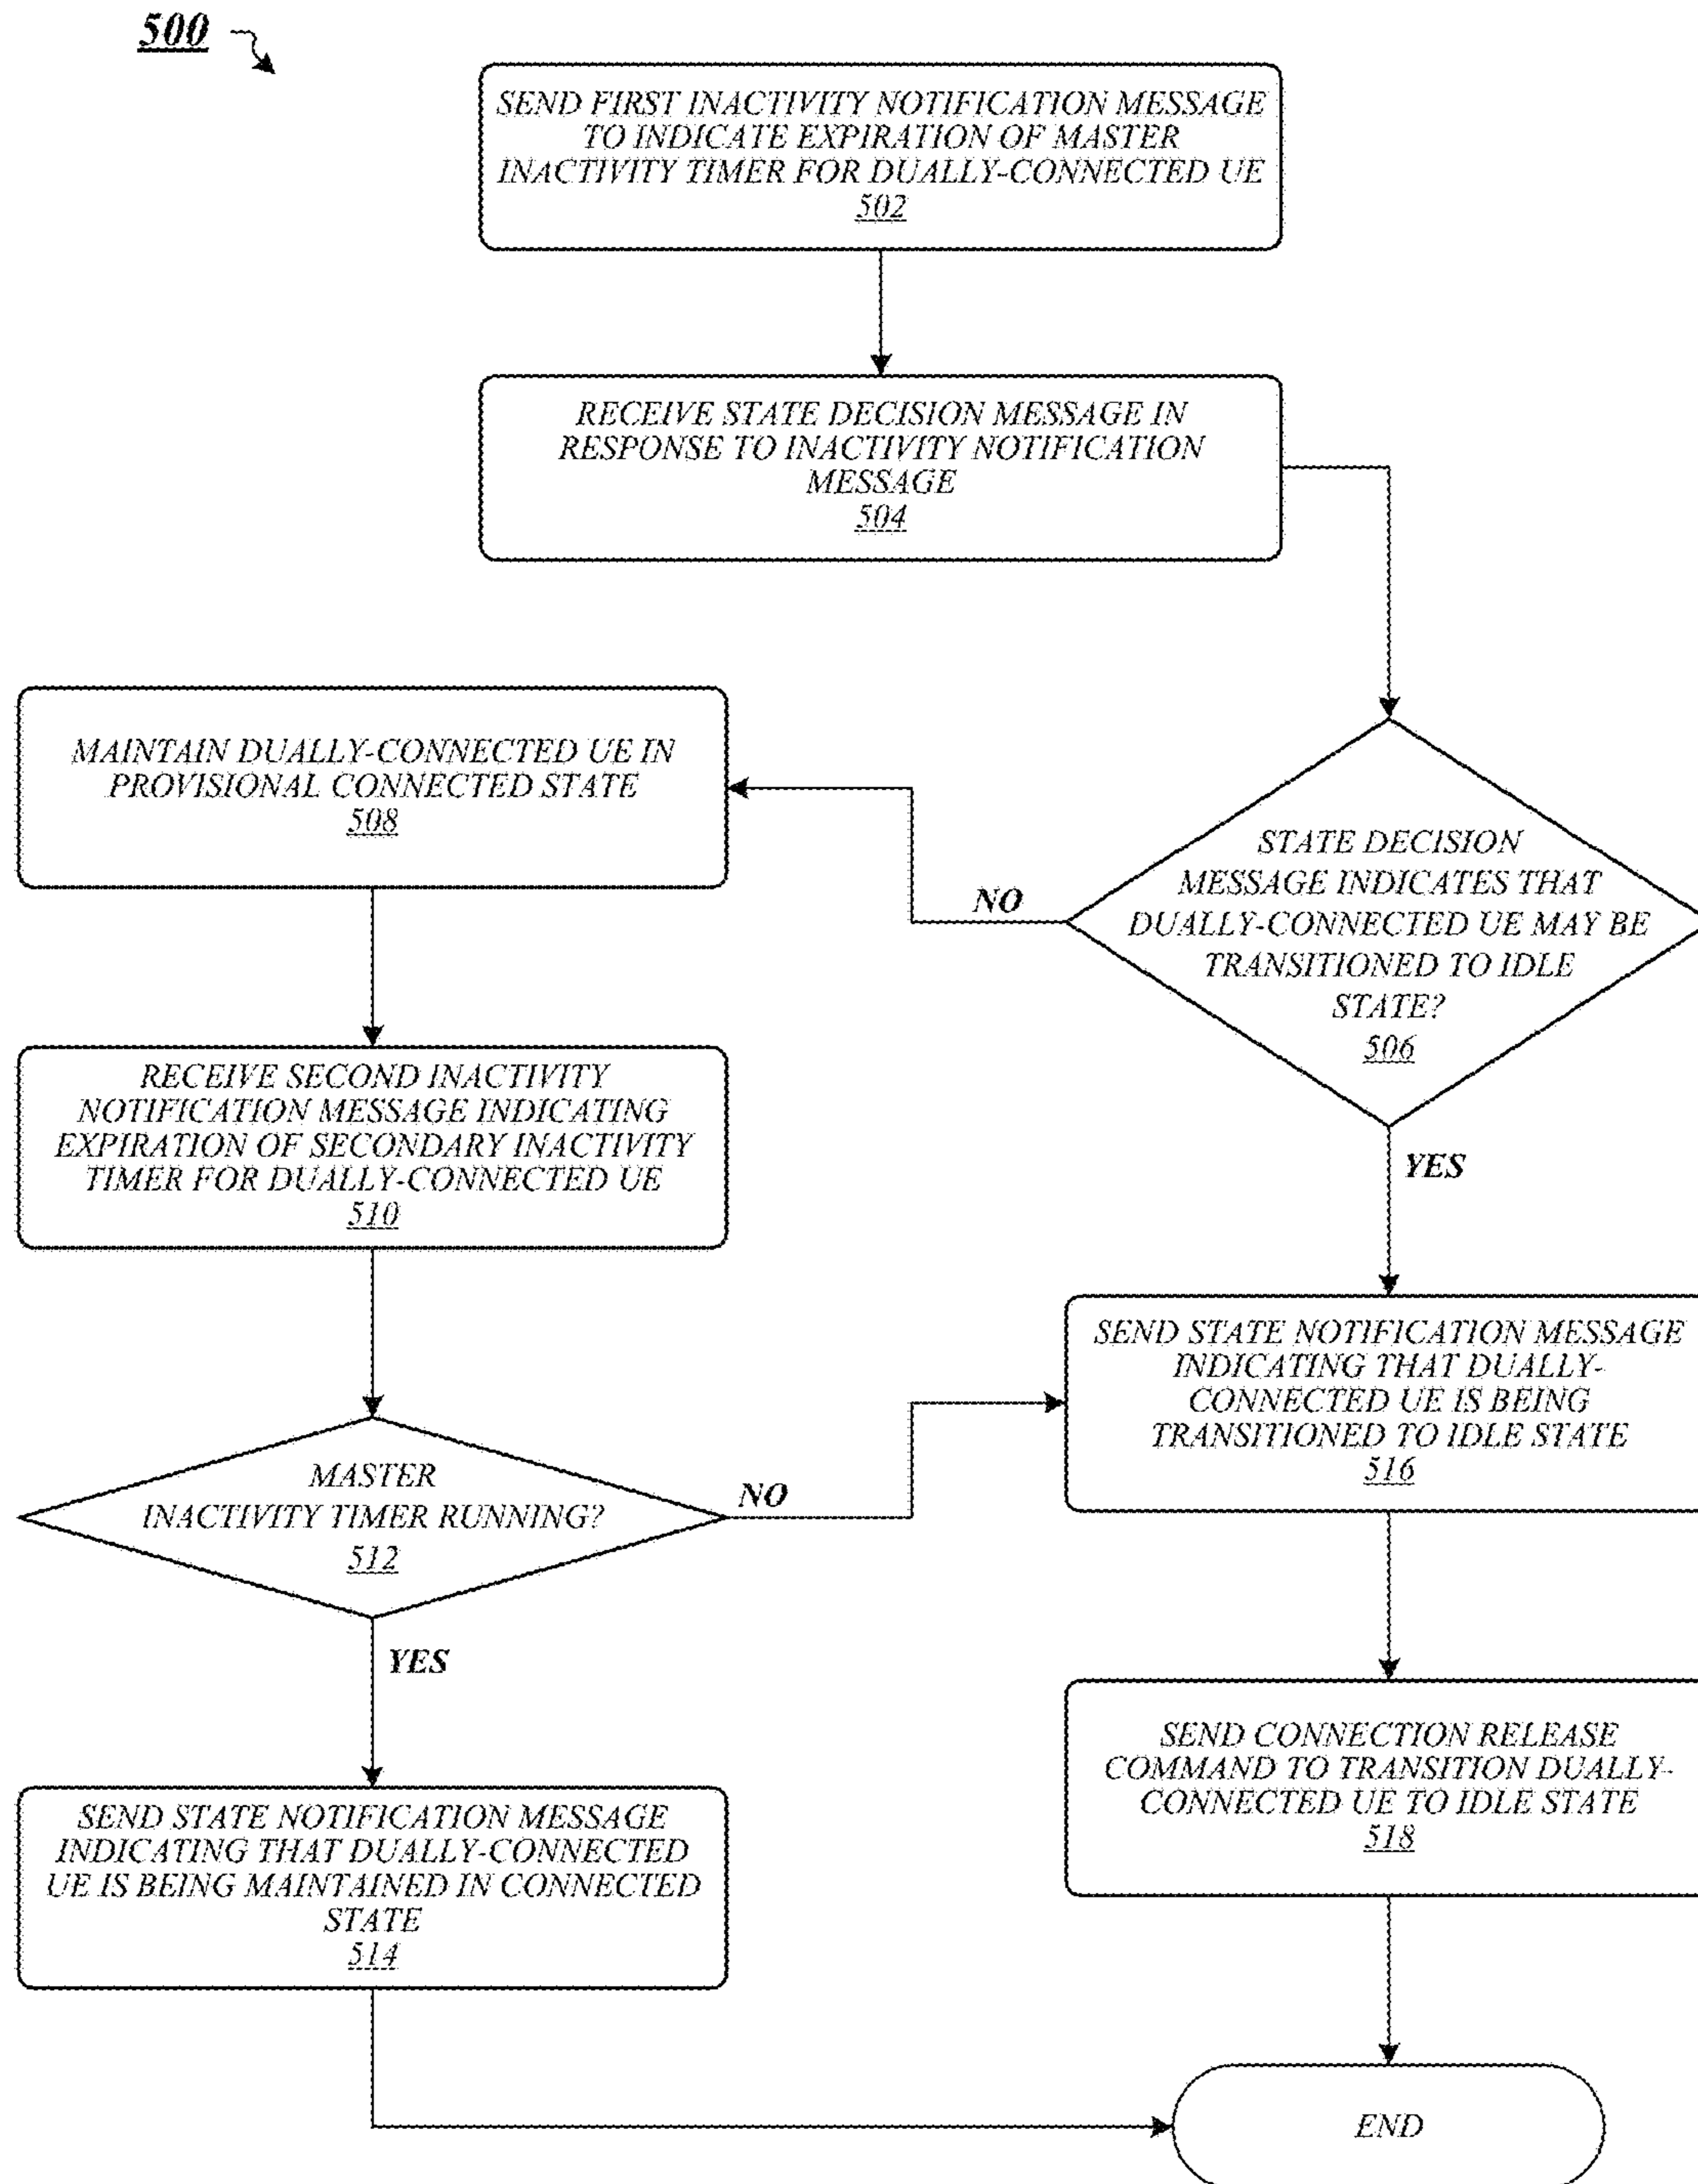 500
SEND FIRST INACTIVITY NOTIFICATION MESSAGE
TO INDICATE EXPIRATION OF MASTER
INACTIVITY TIMER FOR DUALLY-CONNECTED UE
502
RECEIVE STATE DECISION MESSAGE IN
RESPONSE TO INACTIVITY NOTIFICATION
MESSAGE
504
STATE DECISION
MESSAGE INDICATES THAT
DUALLY-CONNECTED UE MAY BE
TRANSITIONED TO IDLE
STATE?
506
NO
YES
MAINTAIN DUALLY-CONNECTED UE IN
PROVISIONAL CONNECTED STATE
508
RECEIVE SECOND INACTIVITY
NOTIFICATION MESSAGE INDICATING
EXPIRATION OF SECONDARY INACTIVITY
TIMER FOR DUALLY-CONNECTED UE
510
MASTER
INACTIVITY TIMER RUNNING?
512
NO
YES
SEND STATE NOTIFICATION MESSAGE
INDICATING THAT DUALLY-CONNECTED
UE IS BEING MAINTAINED IN CONNECTED
STATE
514
SEND STATE NOTIFICATION MESSAGE
INDICATING THAT DUALLY-
CONNECTED UE IS BEING
TRANSITIONED TO IDLE STATE
516
SEND CONNECTION RELEASE
COMMAND TO TRANSITION DUALLY-
CONNECTED UE TO IDLE STATE
518
END